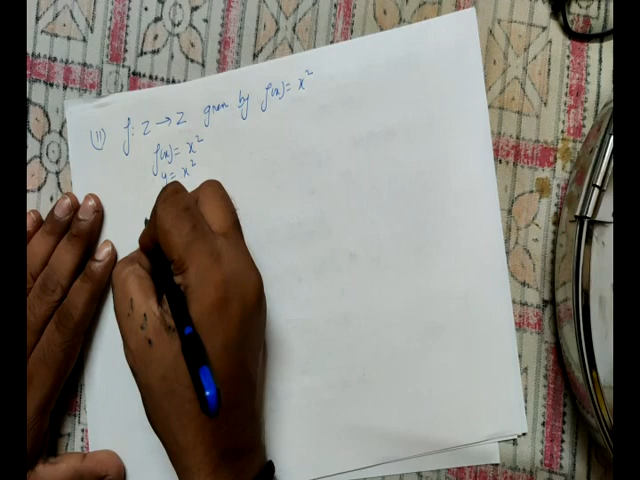 (ii) f: Z → Z given by f(x) = x²
f(x) = x²
y = x²